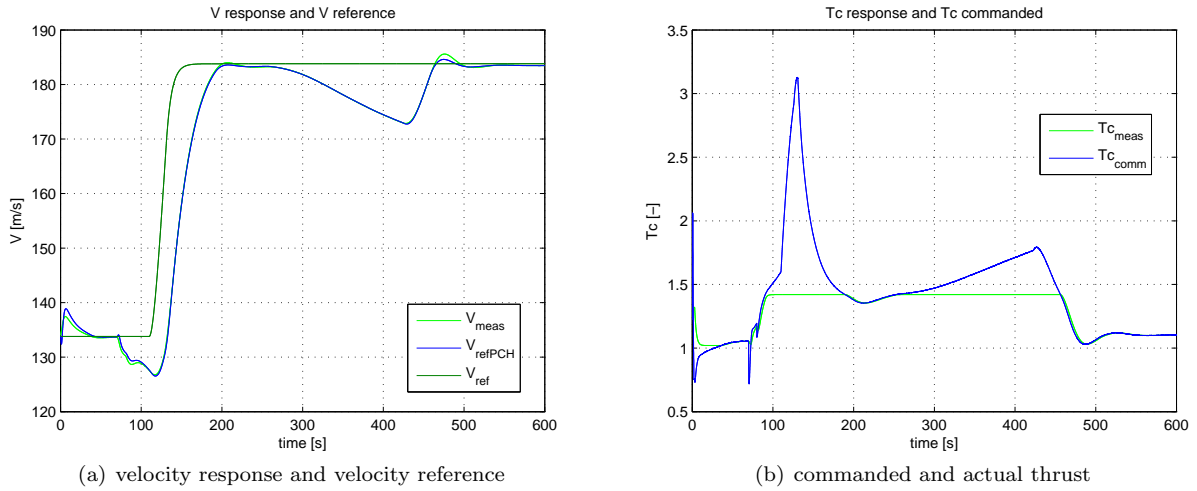 V response and V reference
190
180
170
160
150
140
130
120
V [m/s]
0 100 200 300 400 500 600
time [s]
V_meas
V_refPCH
V_ref
(a) velocity response and velocity reference
Tc response and Tc commanded
3.5
3
2.5
2
1.5
1
0.5
Tc [−]
0 100 200 300 400 500 600
time [s]
Tc_meas
Tc_comm
(b) commanded and actual thrust